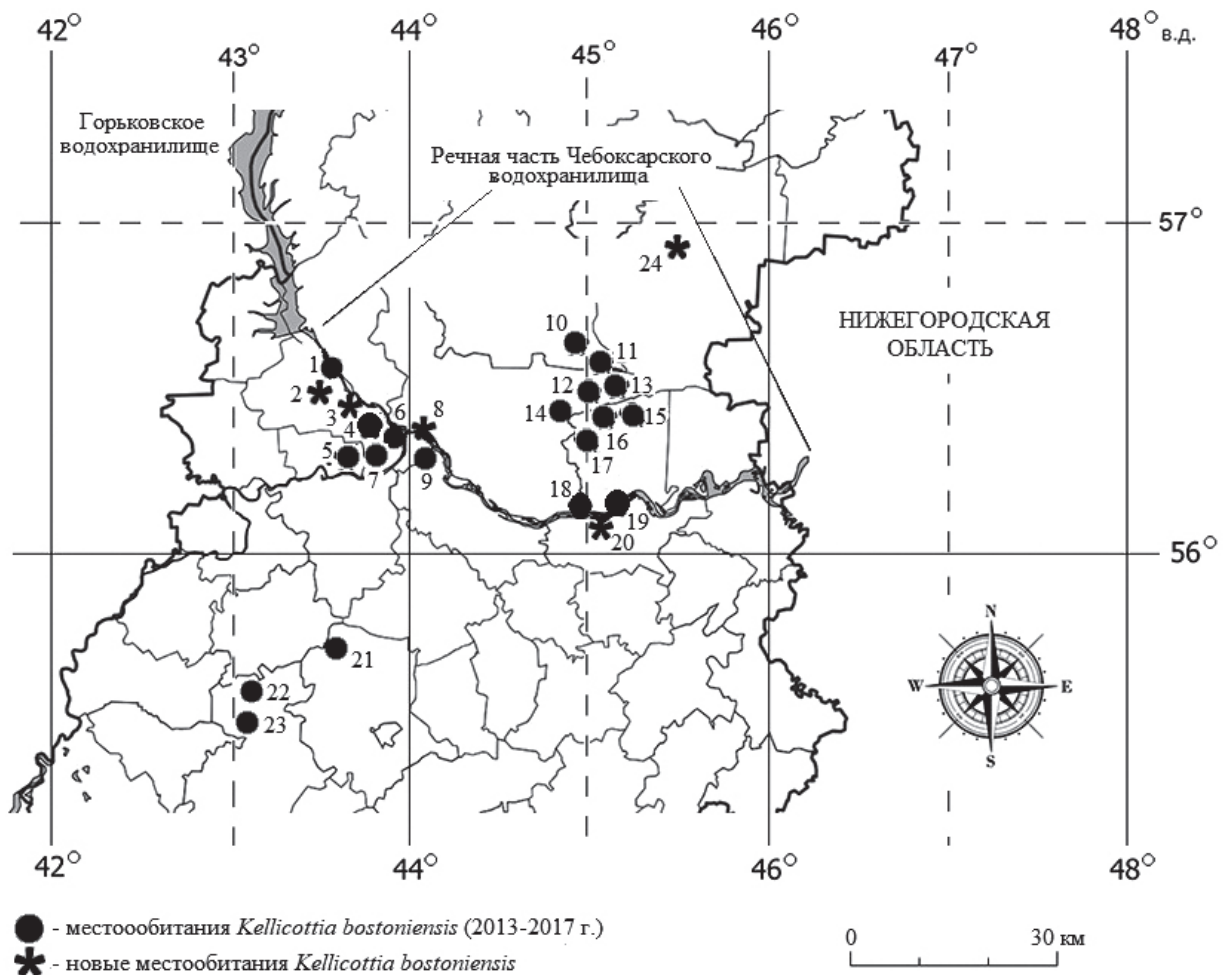 42° 43° 44° 45° 46° 47° 48° в.д.
Горьковское
водохранилище
Речная часть Чебоксарского
водохранилища
57°
24
НИЖЕГОРОДСКАЯ
ОБЛАСТЬ
10
11
1
2
12
13
3
4
6
8
14
15
5
7
9
16
17
18
19
20
56°
21
22
23
N
W
E
S
42° 43° 44° 45° 46° 47° 48°
- местоообитания Kellicottia bostoniensis (2013-2017 г.)
- новые местообитания Kellicottia bostoniensis
0 30 км